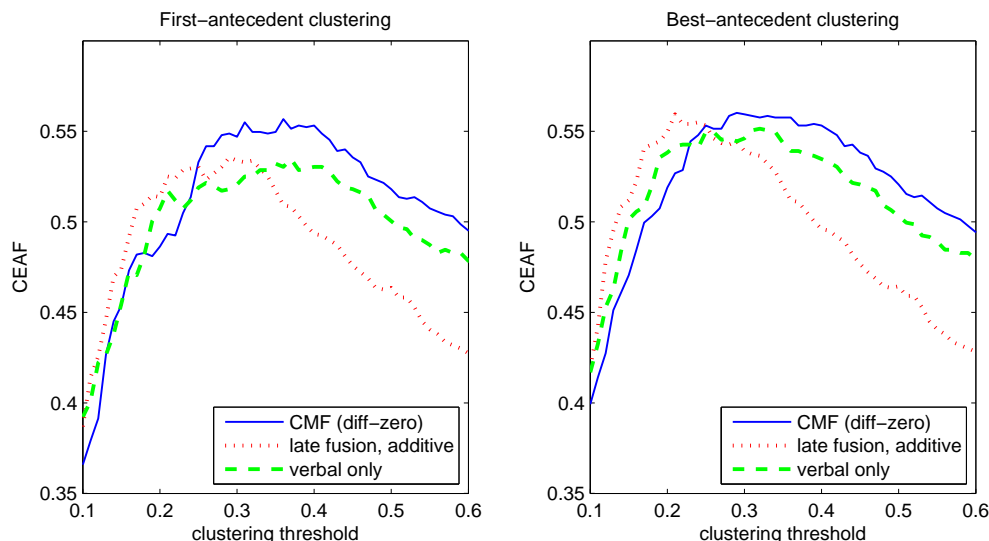 First−antecedent clustering
CEAF
0.55
0.5
0.45
0.4
0.35
0.1 0.2 0.3 0.4 0.5 0.6
clustering threshold
CMF (diff−zero)
late fusion, additive
verbal only
Best−antecedent clustering
CEAF
0.55
0.5
0.45
0.4
0.35
0.1 0.2 0.3 0.4 0.5 0.6
clustering threshold
CMF (diff−zero)
late fusion, additive
verbal only